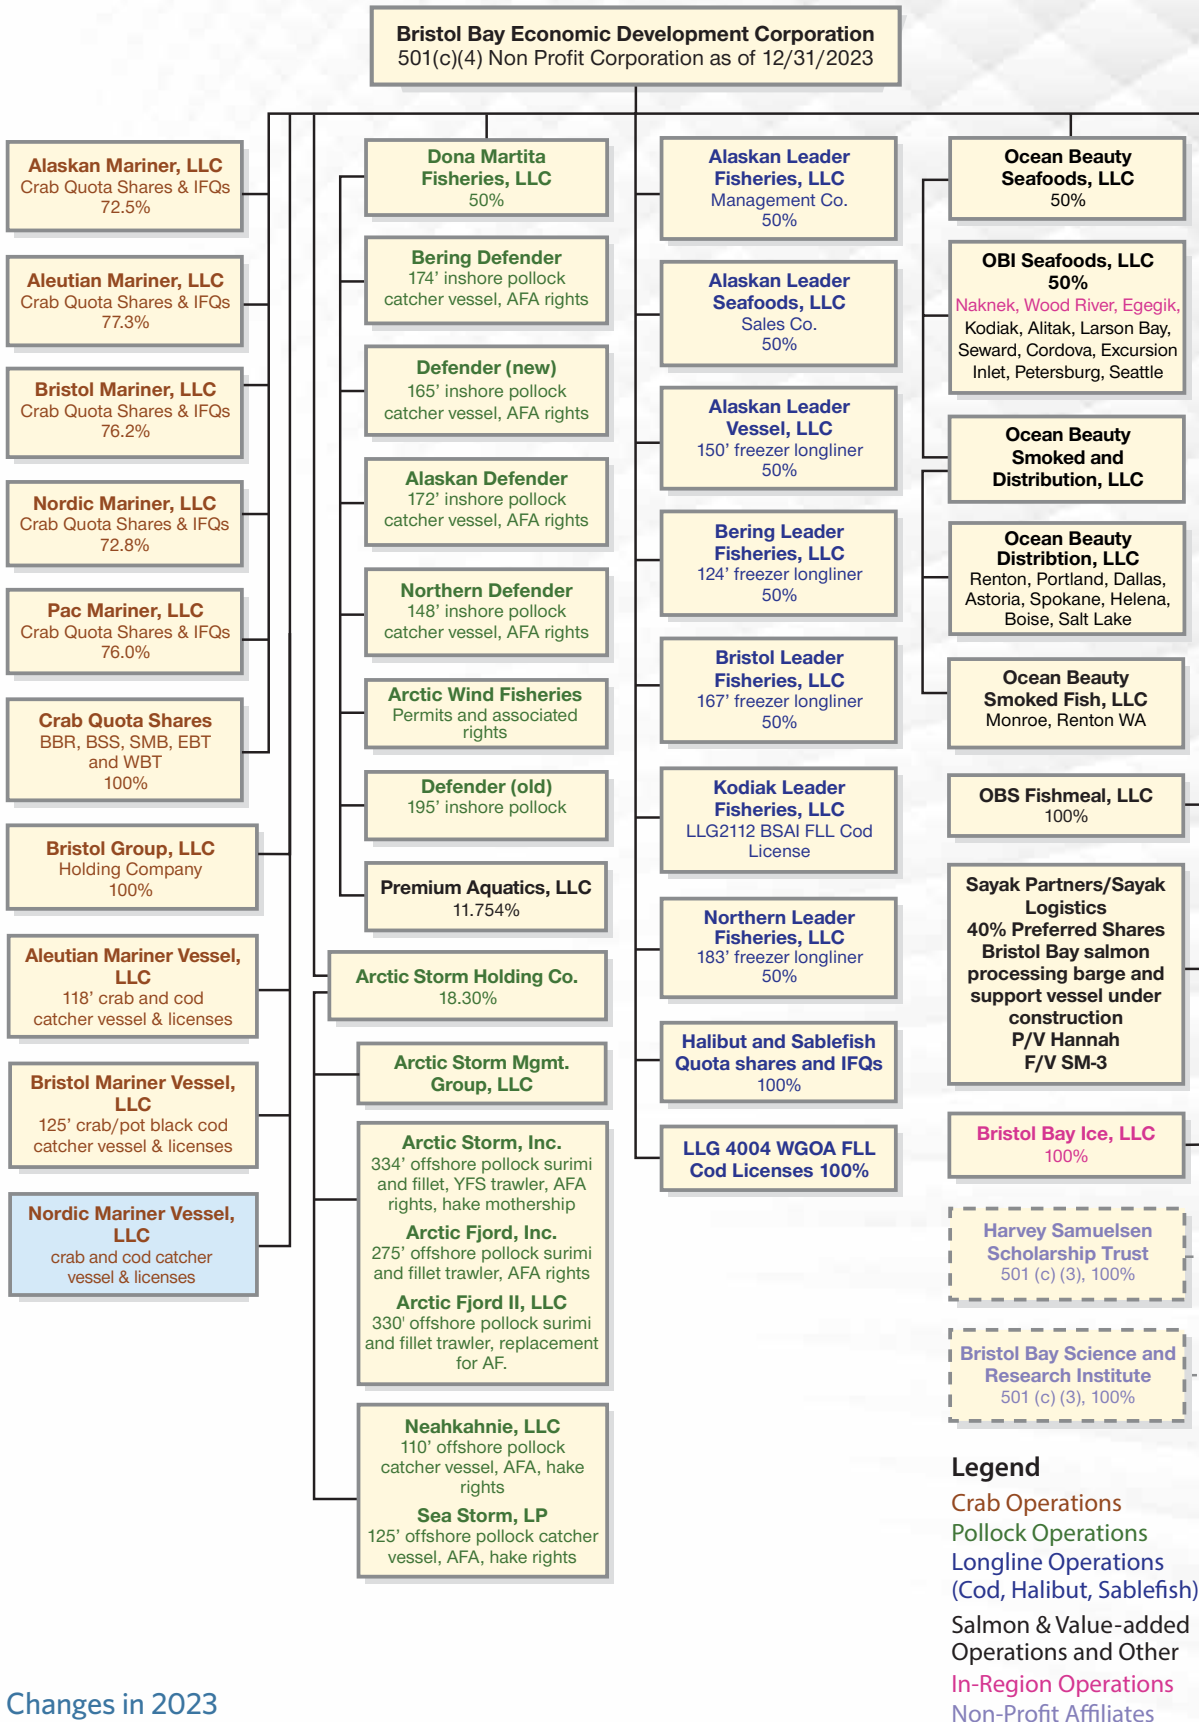 Bristol Bay Economic Development Corporation
501(c)(4) Non Profit Corporation as of 12/31/2023
Alaskan Mariner, LLC
Crab Quota Shares & IFQs
72.5%
Aleutian Mariner, LLC
Crab Quota Shares & IFQs
77.3%
Bristol Mariner, LLC
Crab Quota Shares & IFQs
76.2%
Nordic Mariner, LLC
Crab Quota Shares & IFQs
72.8%
Pac Mariner, LLC
Crab Quota Shares & IFQs
76.0%
Crab Quota Shares
BBR, BSS, SMB, EBT
and WBT
100%
Bristol Group, LLC
Holding Company
100%
Aleutian Mariner Vessel,
LLC
118’ crab and cod
catcher vessel & licenses
Bristol Mariner Vessel,
LLC
125’ crab/pot black cod
catcher vessel & licenses
Nordic Mariner Vessel,
LLC
crab and cod catcher
vessel & licenses
Dona Martita
Fisheries, LLC
50%
Bering Defender
174’ inshore pollock
catcher vessel, AFA rights
Defender (new)
165’ inshore pollock
catcher vessel, AFA rights
Alaskan Defender
172’ inshore pollock
catcher vessel, AFA rights
Northern Defender
148’ inshore pollock
catcher vessel, AFA rights
Arctic Wind Fisheries
Permits and associated
rights
Defender (old)
195’ inshore pollock
Premium Aquatics, LLC
11.754%
Arctic Storm Holding Co.
18.30%
Arctic Storm Mgmt.
Group, LLC
Arctic Storm, Inc.
334’ offshore pollock surimi
and fillet, YFS trawler, AFA
rights, hake mothership
Arctic Fjord, Inc.
275’ offshore pollock surimi
and fillet trawler, AFA rights
Arctic Fjord II, LLC
330' offshore pollock surimi
and fillet trawler, replacement
for AF.
Neahkahnie, LLC
110’ offshore pollock
catcher vessel, AFA, hake
rights
Sea Storm, LP
125’ offshore pollock catcher
vessel, AFA, hake rights
Alaskan Leader
Fisheries, LLC
Management Co.
50%
Alaskan Leader
Seafoods, LLC
Sales Co.
50%
Alaskan Leader
Vessel, LLC
150’ freezer longliner
50%
Bering Leader
Fisheries, LLC
124’ freezer longliner
50%
Bristol Leader
Fisheries, LLC
167’ freezer longliner
50%
Kodiak Leader
Fisheries, LLC
LLG2112 BSAI FLL Cod
License
Northern Leader
Fisheries, LLC
183’ freezer longliner
50%
Halibut and Sablefish
Quota shares and IFQs
100%
LLG 4004 WGOA FLL
Cod Licenses 100%
Ocean Beauty
Seafoods, LLC
50%
OBI Seafoods, LLC
50%
Naknek, Wood River, Egegik,
Kodiak, Alitak, Larson Bay,
Seward, Cordova, Excursion
Inlet, Petersburg, Seattle
Ocean Beauty
Smoked and
Distribution, LLC
Ocean Beauty
Distribtion, LLC
Renton, Portland, Dallas,
Astoria, Spokane, Helena,
Boise, Salt Lake
Ocean Beauty
Smoked Fish, LLC
Monroe, Renton WA
OBS Fishmeal, LLC
100%
Sayak Partners/Sayak
Logistics
40% Preferred Shares
Bristol Bay salmon
processing barge and
support vessel under
construction
P/V Hannah
F/V SM-3
Bristol Bay Ice, LLC
100%
Harvey Samuelsen
Scholarship Trust
501 (c) (3), 100%
Bristol Bay Science and
Research Institute
501 (c) (3), 100%
Legend
Crab Operations
Pollock Operations
Longline Operations
(Cod, Halibut, Sablefish)
Salmon & Value-added
Operations and Other
In-Region Operations
Non-Profit Affiliates
Changes in 2023